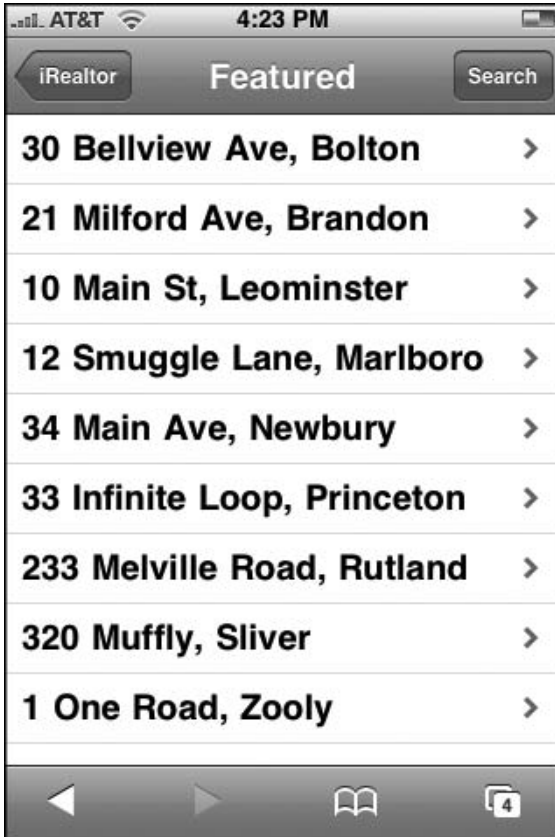 AT&T 4:23 PM
iRealtor Featured Search
30 Bellview Ave, Bolton
21 Milford Ave, Brandon
10 Main St, Leominster
12 Smuggle Lane, Marlboro
34 Main Ave, Newbury
33 Infinite Loop, Princeton
233 Melville Road, Rutland
320 Muffly, Sliver
1 One Road, Zooly
4